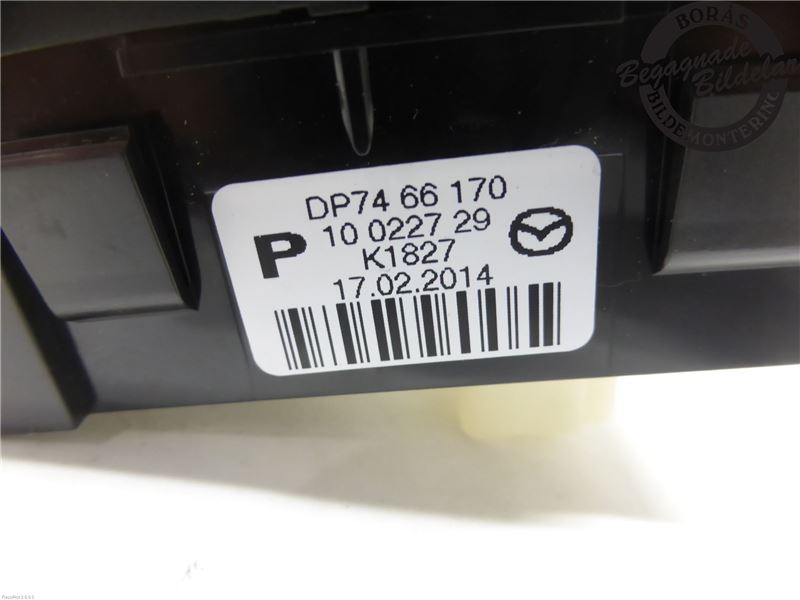 BORÅS
Begagnade
Bildelar
BILDEMONTERING
DP74 66 170
P
10 0227 29
K1827
17.02.2014